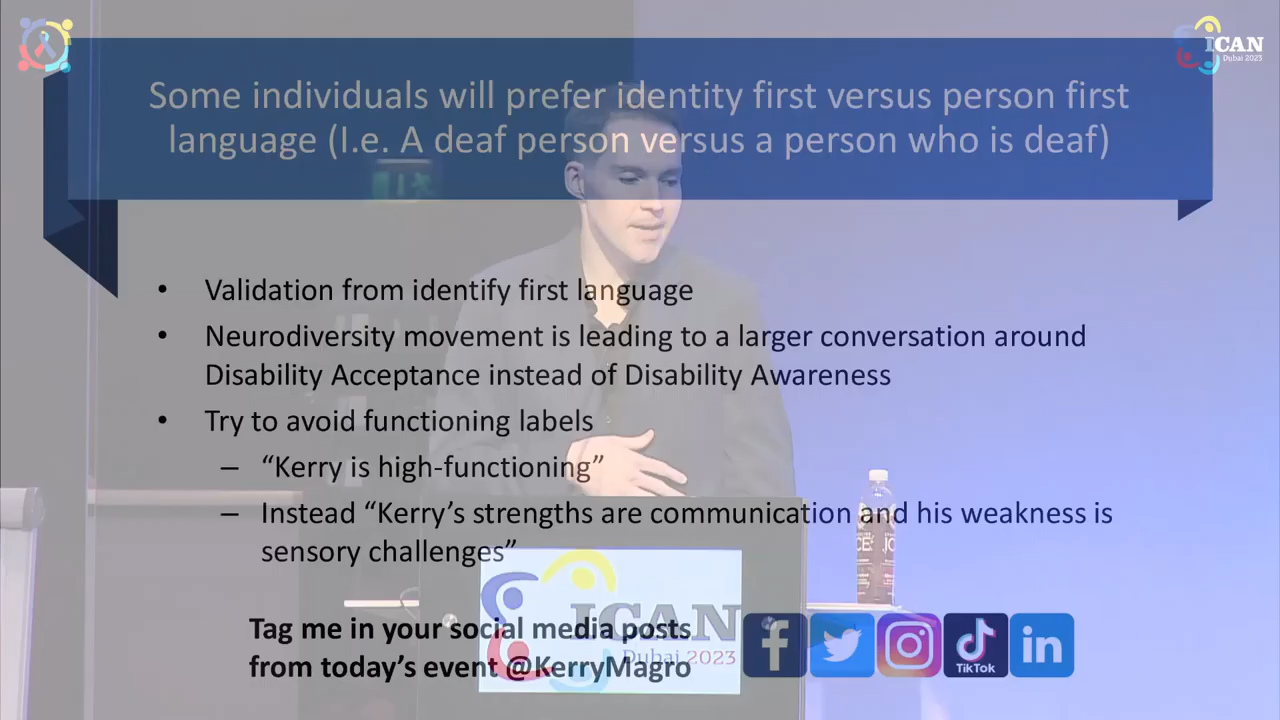 ICAN
Dubai 2023
Some individuals will prefer identity first versus person first
language (I.e. A deaf person versus a person who is deaf)
• Validation from identify first language
• Neurodiversity movement is leading to a larger conversation around
Disability Acceptance instead of Disability Awareness
• Try to avoid functioning labels
– “Kerry is high-functioning”
– Instead “Kerry’s strengths are communication and his weakness is
sensory challenges”
Tag me in your social media posts
from today’s event @KerryMagro
ICAN
Dubai 2023
TikTok
in